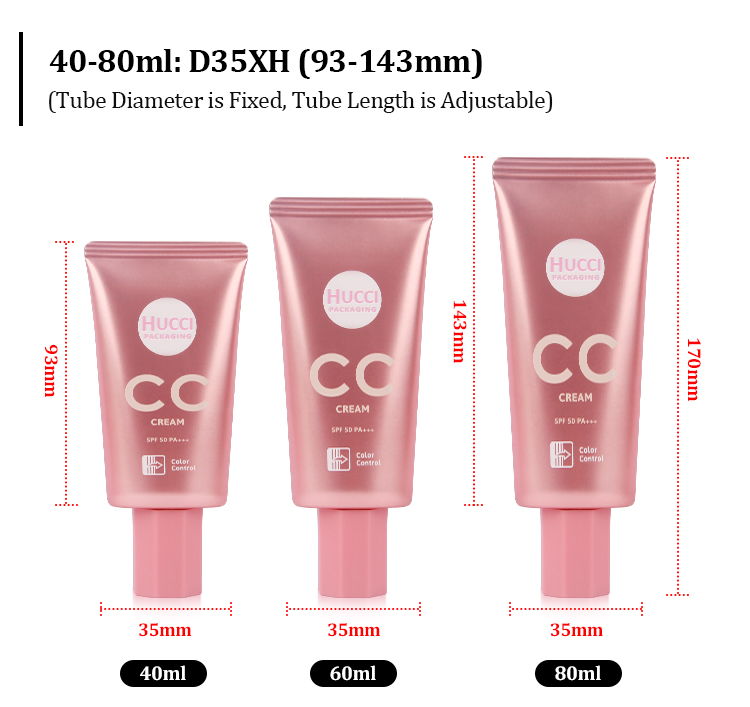 40-80ml: D35XH (93-143mm)
(Tube Diameter is Fixed, Tube Length is Adjustable)
93mm
HUCCI
PACKAGING
CC
CREAM
SPF 50 PA+++
Color
Control
35mm
40ml
HUCCI
PACKAGING
CC
CREAM
SPF 50 PA+++
Color
Control
35mm
60ml
143mm
HUCCI
PACKAGING
CC
CREAM
SPF 50 PA+++
Color
Control
170mm
35mm
80ml